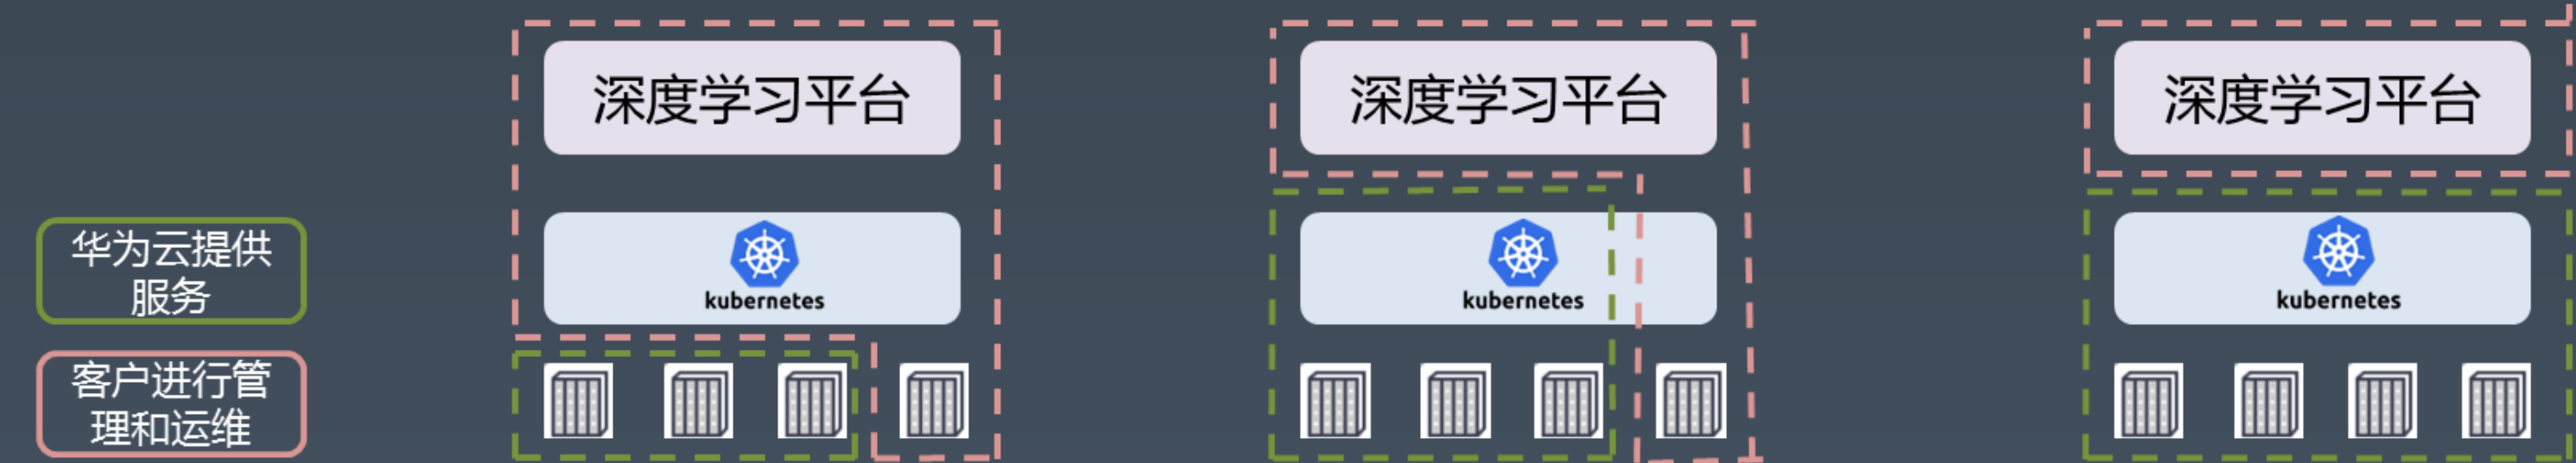 深度学习平台
深度学习平台
深度学习平台
华为云提供
服务
kubernetes
kubernetes
kubernetes
客户进行管
理和运维